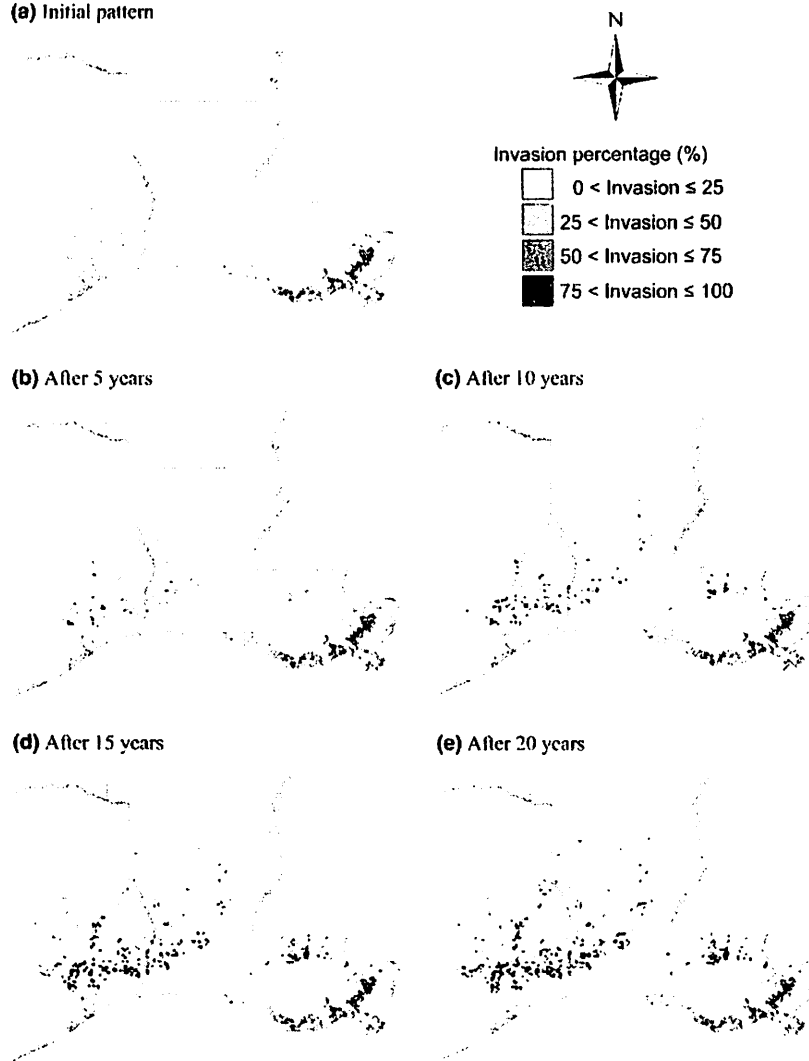 (a) Initial pattern
N
Invasion percentage (%)
0 < Invasion ≤ 25
25 < Invasion ≤ 50
50 < Invasion ≤ 75
75 < Invasion ≤ 100
(b) After 5 years
(c) After 10 years
(d) After 15 years
(e) After 20 years